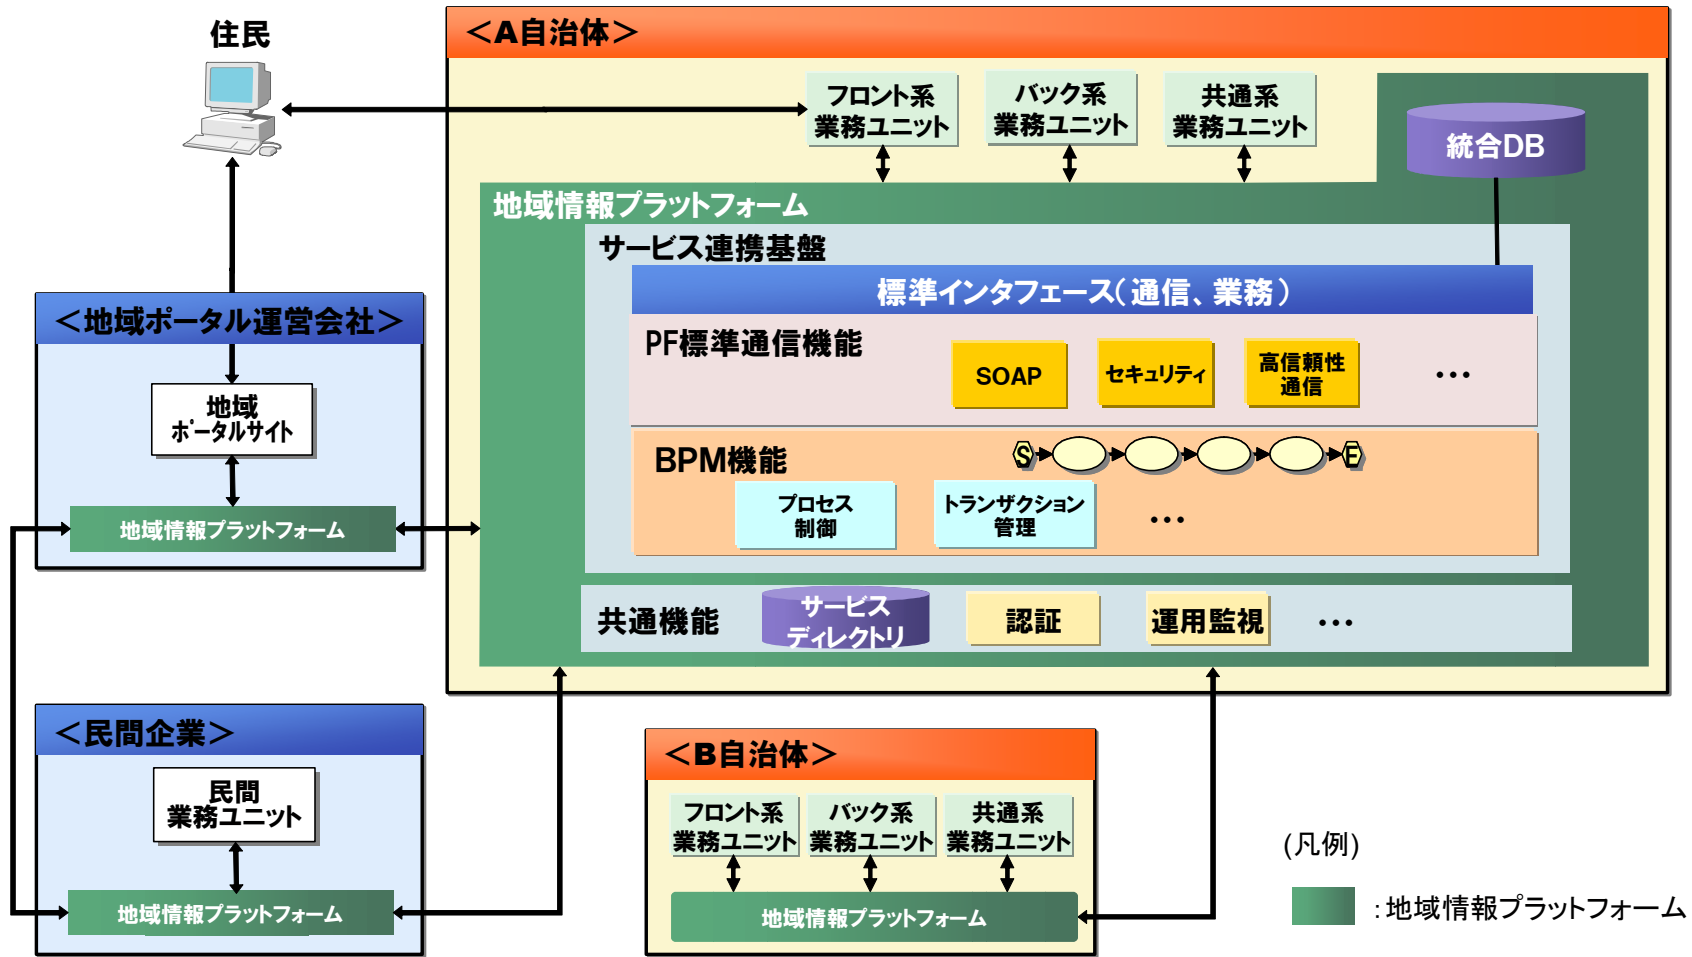 住民
＜A自治体＞
フロント系
業務ユニット
バック系
業務ユニット
共通系
業務ユニット
統合DB
地域情報プラットフォーム
サービス連携基盤
標準インタフェース（通信、業務）
PF標準通信機能
SOAP
セキュリティ
高信頼性
通信
…
BPM機能
S
E
プロセス
制御
トランザクション
管理
…
共通機能
サービス
ディレクトリ
認証
運用監視
…
＜地域ポータル運営会社＞
地域
ポータルサイト
地域情報プラットフォーム
＜民間企業＞
民間
業務ユニット
地域情報プラットフォーム
＜B自治体＞
フロント系
業務ユニット
バック系
業務ユニット
共通系
業務ユニット
地域情報プラットフォーム
(凡例)
：地域情報プラットフォーム